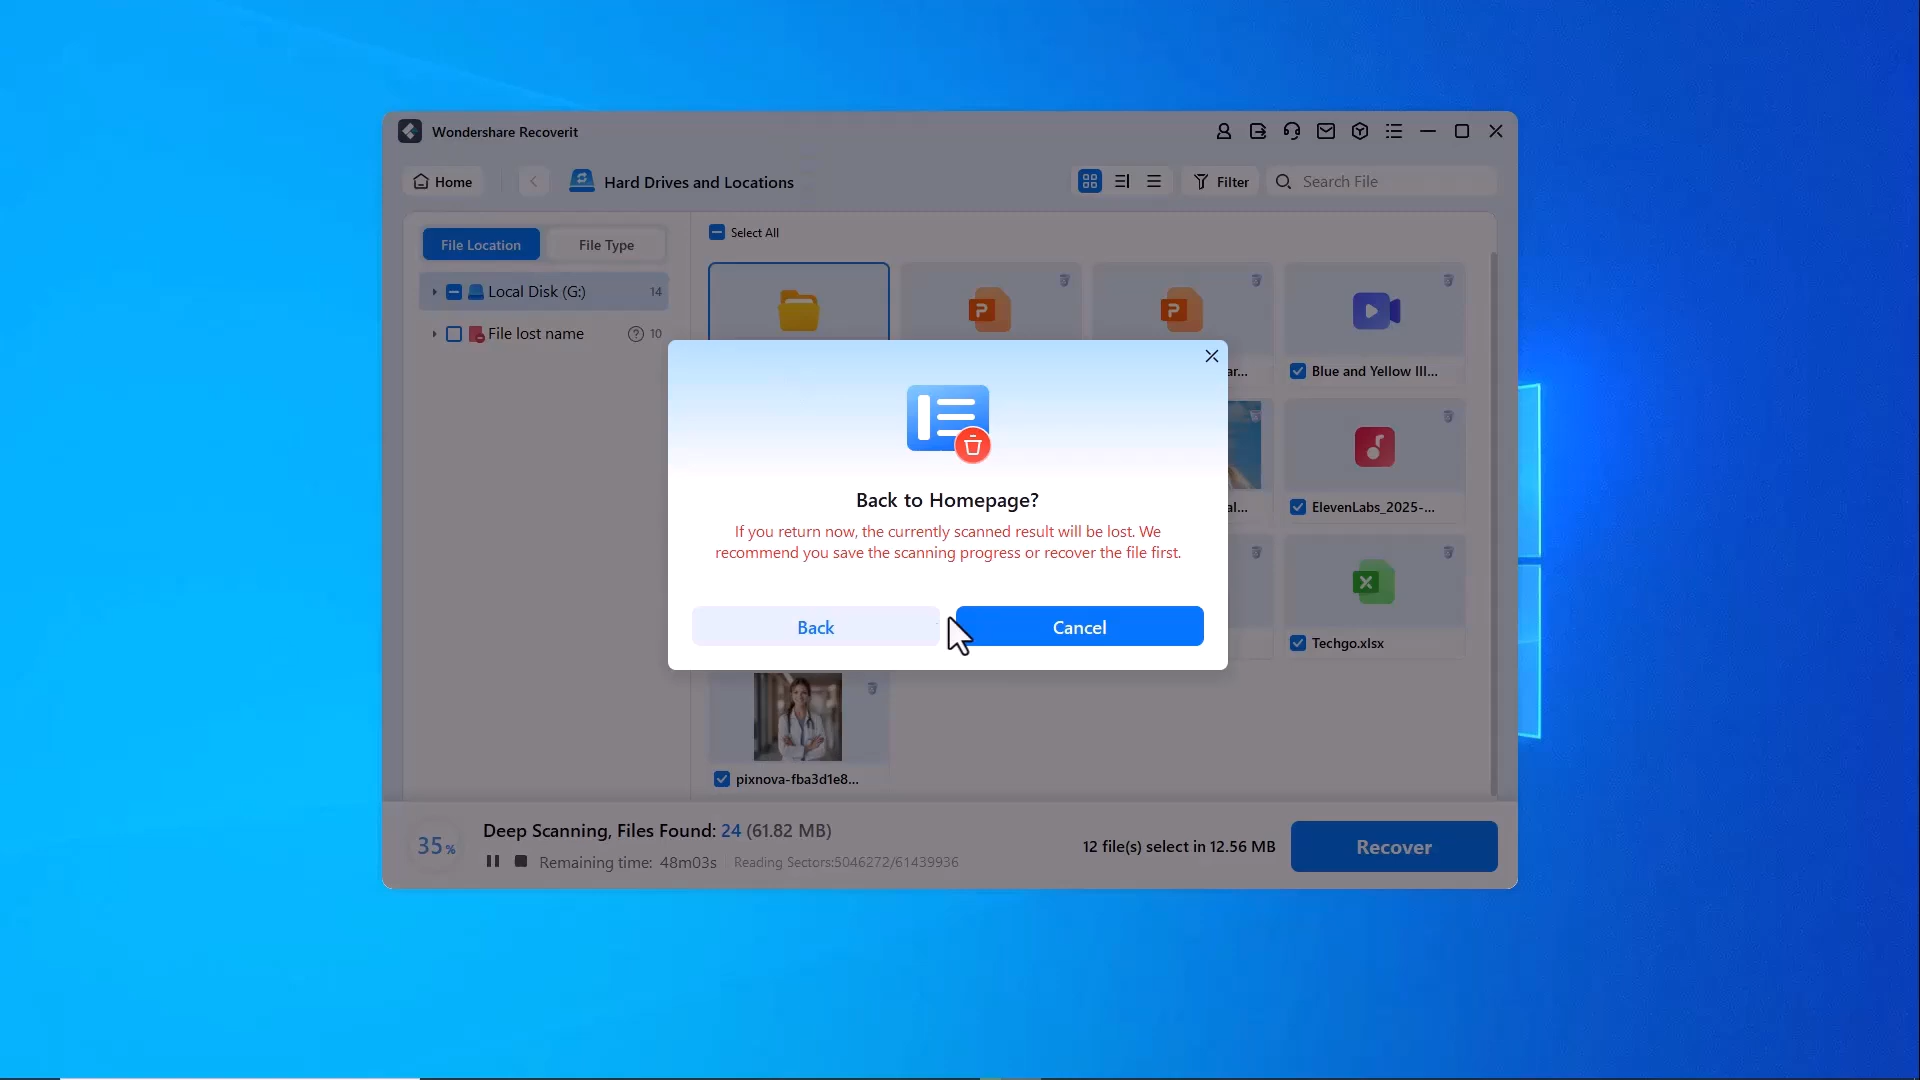 Wondershare Recoverit
Home
Hard Drives and Locations
Filter
Search File
File Location
File Type
Select All
Local Disk (G:)
14
File lost name
10
ar...
Blue and Yellow Ill...
Back to Homepage?
If you return now, the currently scanned result will be lost. We
recommend you save the scanning progress or recover the file first.
al...
ElevenLabs_2025-...
Back
Cancel
Techgo.xlsx
pixnova-fba3d1e8...
35%
Deep Scanning, Files Found: 24 (61.82 MB)
Remaining time: 48m03s
Reading Sectors:5046272/61439936
12 file(s) select in 12.56 MB
Recover